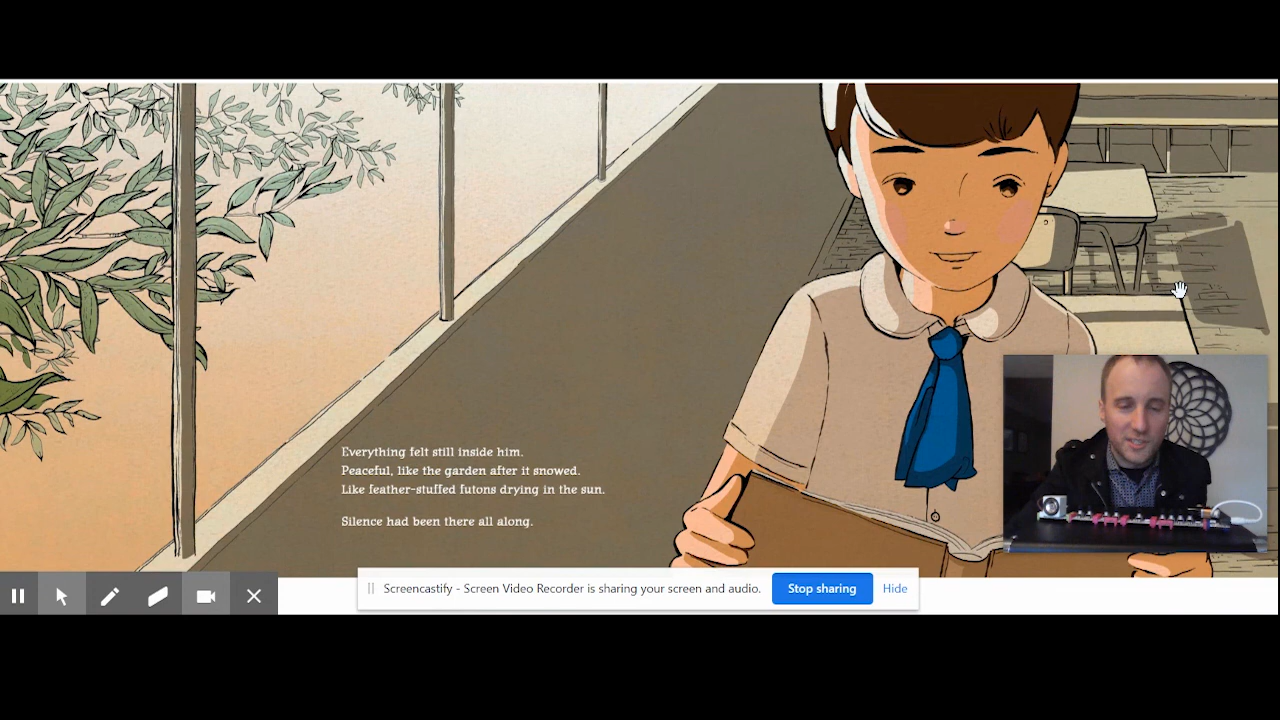 Everything felt still inside him.
Peaceful, like the garden after it snowed.
Like feather-stuffed futons drying in the sun.
Silence had been there all along.
Screencastify - Screen Video Recorder is sharing your screen and audio.
Stop sharing
Hide